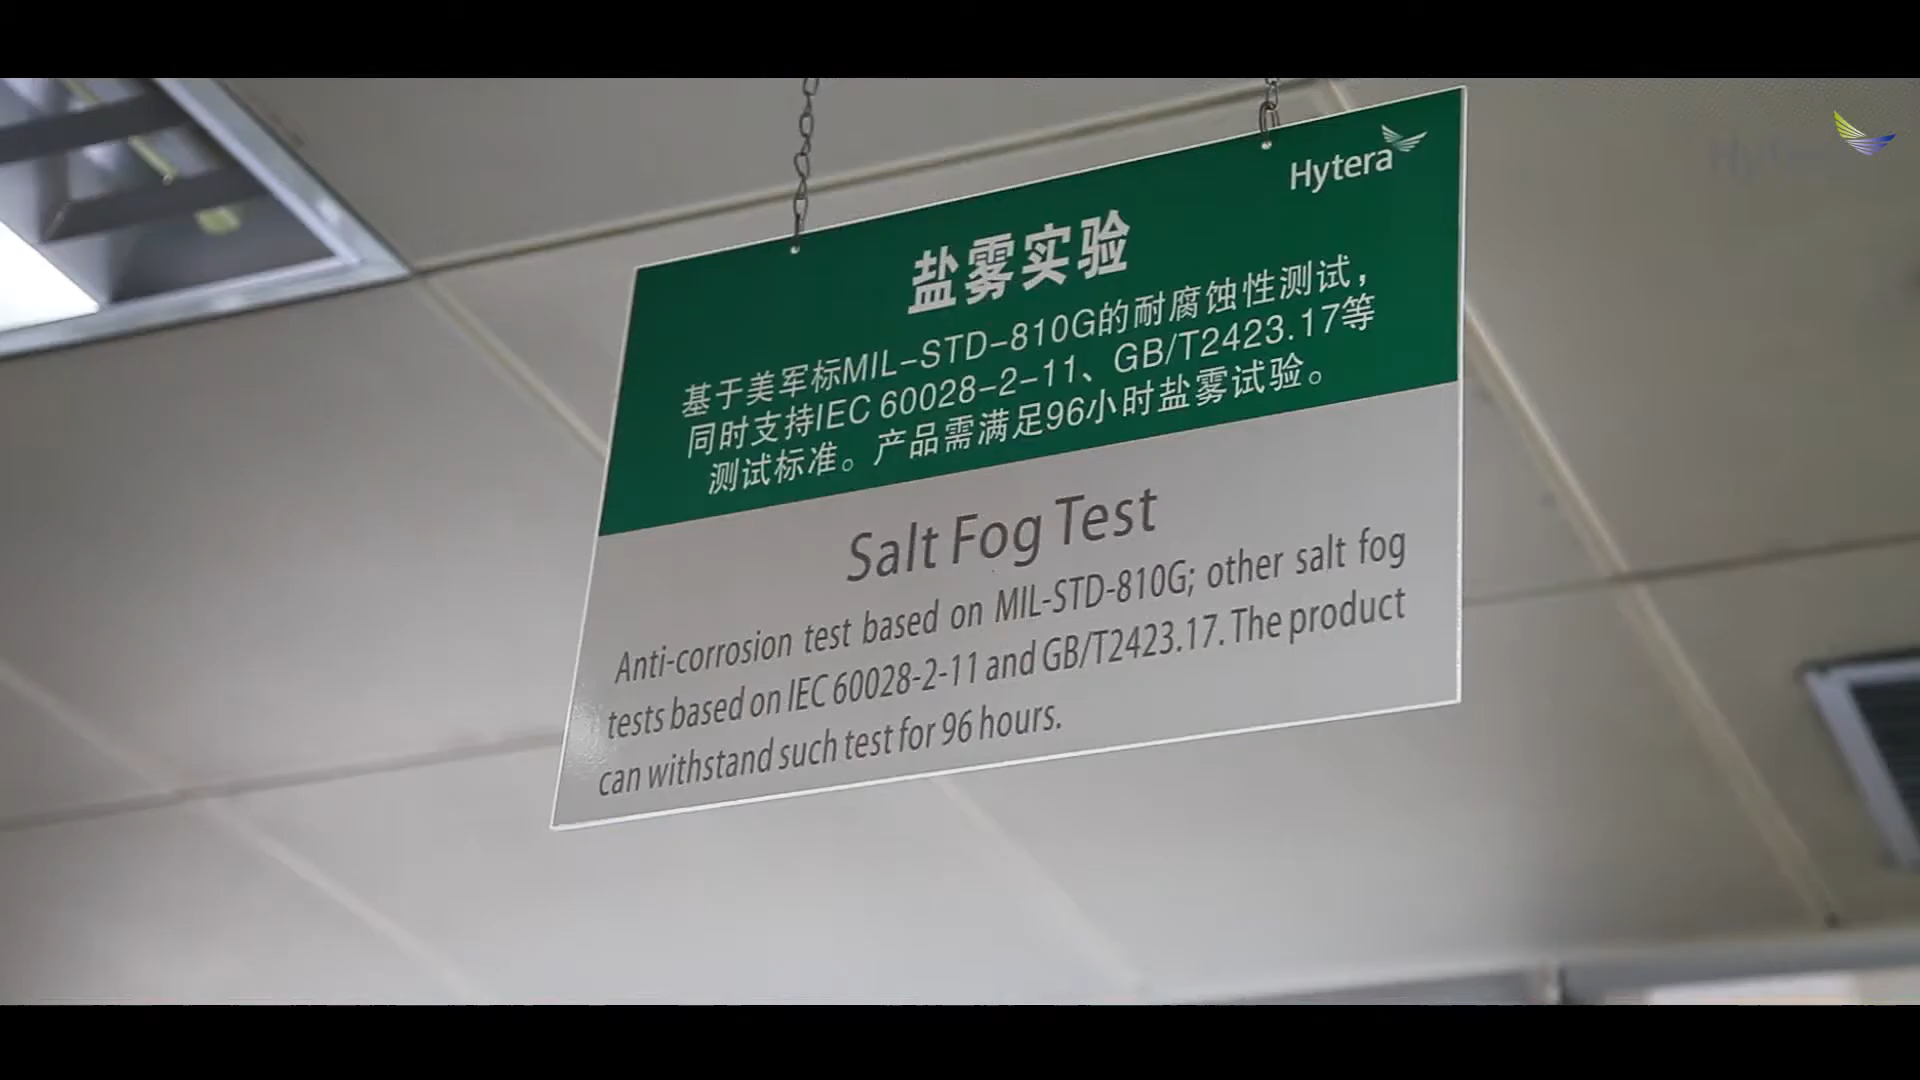 Hytera
盐雾实验
基于美军标MIL-STD-810G的耐腐蚀性测试，
同时支持IEC 60028-2-11、GB/T2423.17等
测试标准。产品需满足96小时盐雾试验。
Salt Fog Test
Anti-corrosion test based on MIL-STD-810G; other salt fog
tests based on IEC 60028-2-11 and GB/T2423.17. The product
can withstand such test for 96 hours.